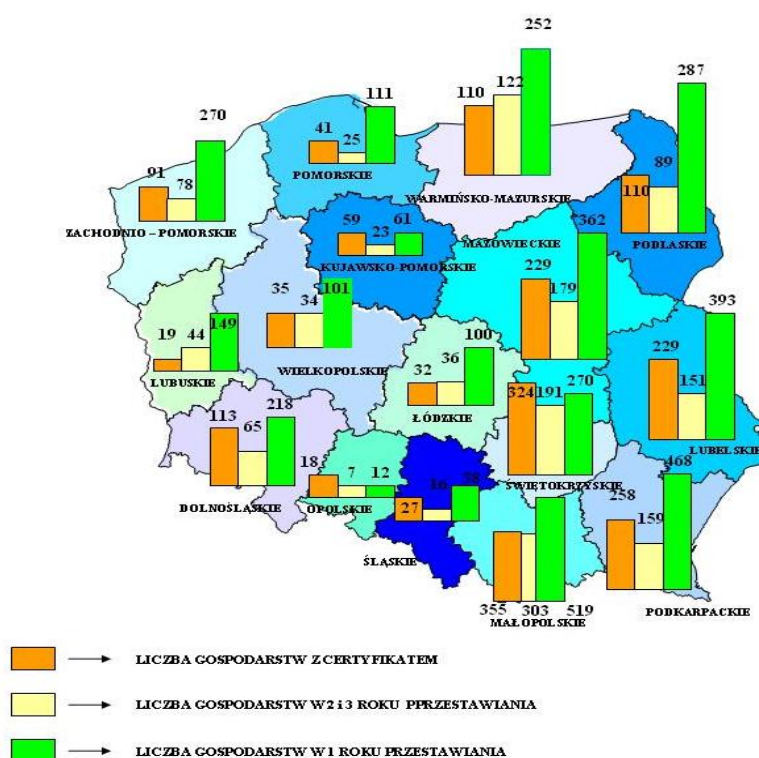 252
110
122
287
89
110
PODLASKIE
111
41
25
POMORSKIE
WARMIŃSKO-MAZURSKIE
270
91
78
ZACHODNIO – POMORSKIE
59
23
61
KUJAWSKO-POMORSKIE
MAZOWIECKIE
362
229
179
35
34
101
WIELKOPOLSKIE
19
44
149
LUBUSKIE
32
36
100
ŁÓDZKIE
393
229
151
LUBELSKIE
324
191
270
ŚWIĘTOKRZYSKIE
113
65
218
DOLNOŚLĄSKIE
18
7
12
OPOLSKIE
27
16
38
ŚLĄSKIE
468
258
159
PODKARPACKIE
355
303
519
MAŁOPOLSKIE
LICZBA GOSPODARSTW Z CERTYFIKATEM
LICZBA GOSPODARSTW W 2 i 3 ROKU PPRZESTAWIANIA
LICZBA GOSPODARSTW W 1 ROKU PRZESTAWIANIA